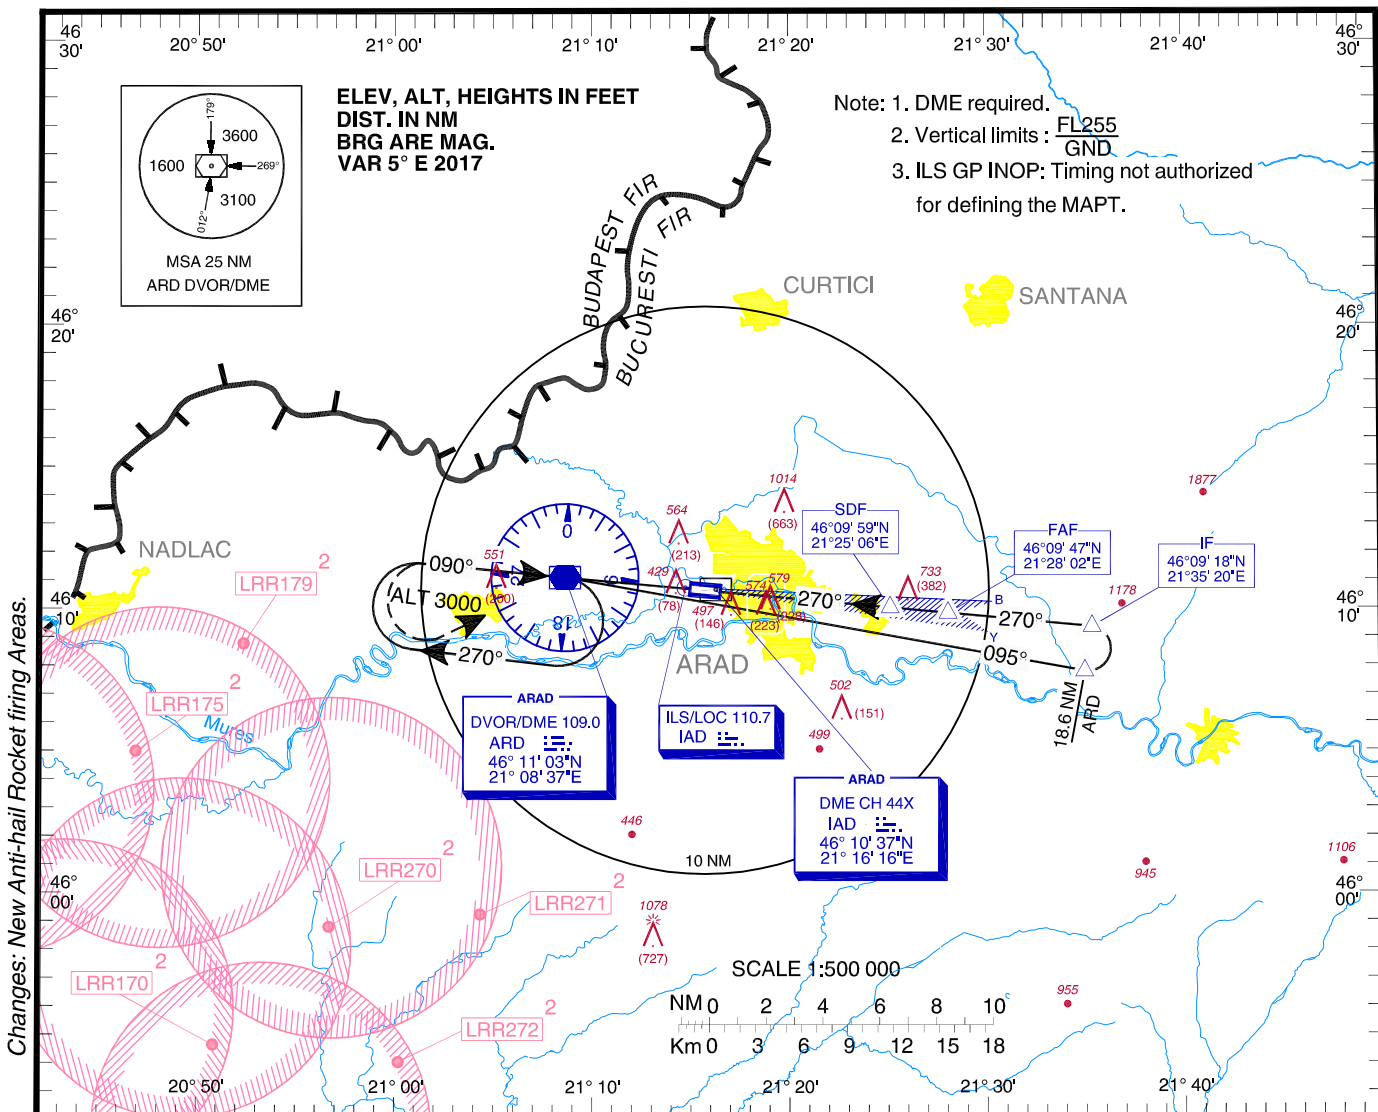 46° 30'
20° 50'
21° 00'
21° 10'
21° 20'
21° 30'
21° 40'
46° 30'
ELEV, ALT, HEIGHTS IN FEET
DIST. IN NM
BRG ARE MAG.
VAR 5° E 2017
Note: 1. DME required.
2. Vertical limits : FL255
GND
3. ILS GP INOP: Timing not authorized
for defining the MAPT.
179°
3600
1600
269°
3100
012°
MSA 25 NM
ARD DVOR/DME
BUDAPEST FIR
BUCURESTI FIR
CURTICI
SANTANA
46° 20'
46° 20'
1877
1014
(663)
564
(213)
SDF
46°09' 59"N
21°25' 06"E
FAF
46°09' 47"N
21°28' 02"E
IF
46°09' 18"N
21°35' 20"E
NADLAC
2
LRR179
551
(200)
090°
0
9
18
27
ALT 3000
270°
429
(78)
497
(146)
574
(223)
579
(228)
270°
733
(382)
B
Y
270°
1178
095°
18.6 NM
ARD
46° 10'
46° 10'
ARAD
2
LRR175
Mures
ARAD
DVOR/DME 109.0
ARD
46° 11' 03"N
21° 08' 37"E
ILS/LOC 110.7
IAD
502
(151)
499
ARAD
DME CH 44X
IAD
46° 10' 37"N
21° 16' 16"E
446
10 NM
2
LRR270
2
LRR271
1078
(727)
945
1106
46° 00'
46° 00'
2
LRR170
2
LRR272
955
SCALE 1:500 000
NM 0 2 4 6 8 10
Km 0 3 6 9 12 15 18
20° 50'
21° 00'
21° 10'
21° 20'
21° 30'
21° 40'
Changes: New Anti-hail Rocket firing Areas.